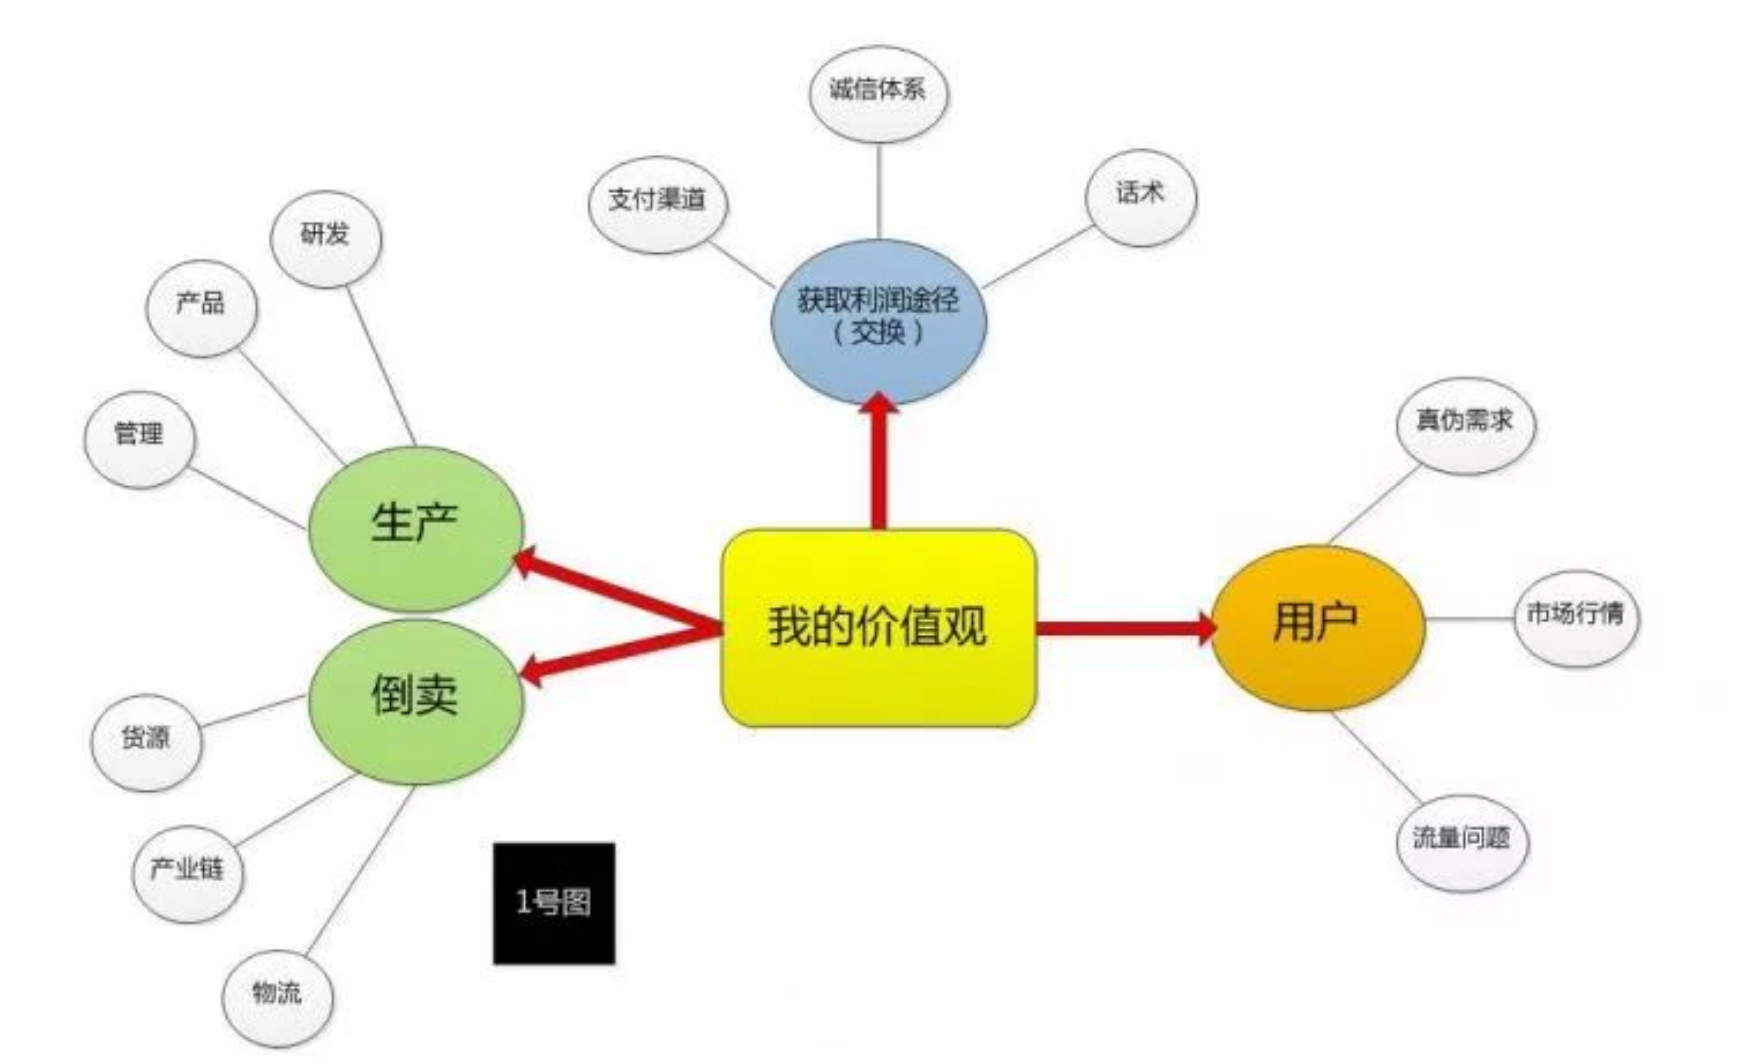 诚信体系
支付渠道
话术
研发
产品
获取利润途径
（交换）
管理
真伪需求
生产
我的价值观
用户
市场行情
倒卖
货源
流量问题
产业链
1号图
物流